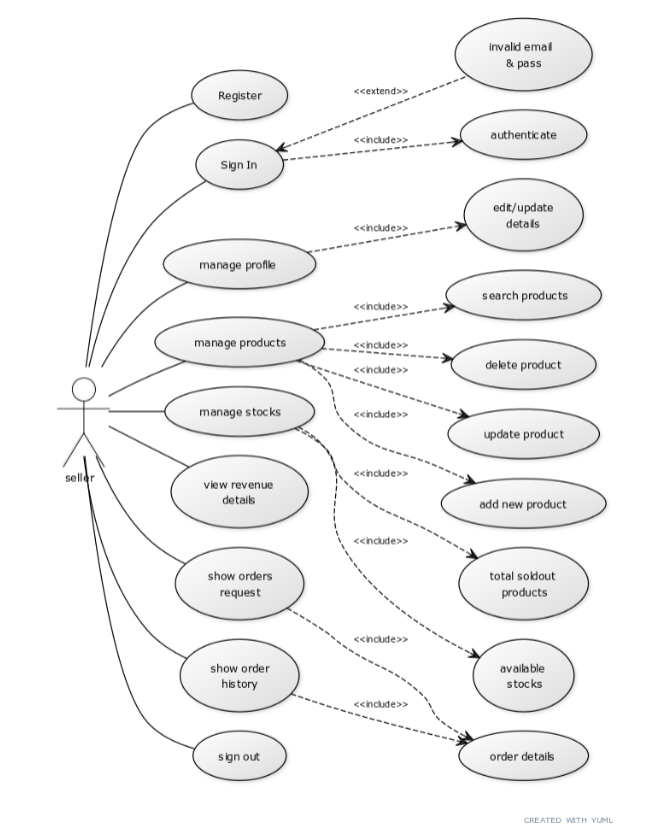 invalid email
& pass
<<extend>>
Register
authenticate
<<include>>
Sign In
edit/update
details
<<include>>
manage profile
search products
<<include>>
manage products
<<include>>
delete product
<<include>>
manage stocks
<<include>>
update product
seller
view revenue
details
<<include>>
add new product
<<include>>
show orders
request
total soldout
products
<<include>>
show order
history
available
stocks
<<include>>
sign out
order details
CREATED WITH YUML